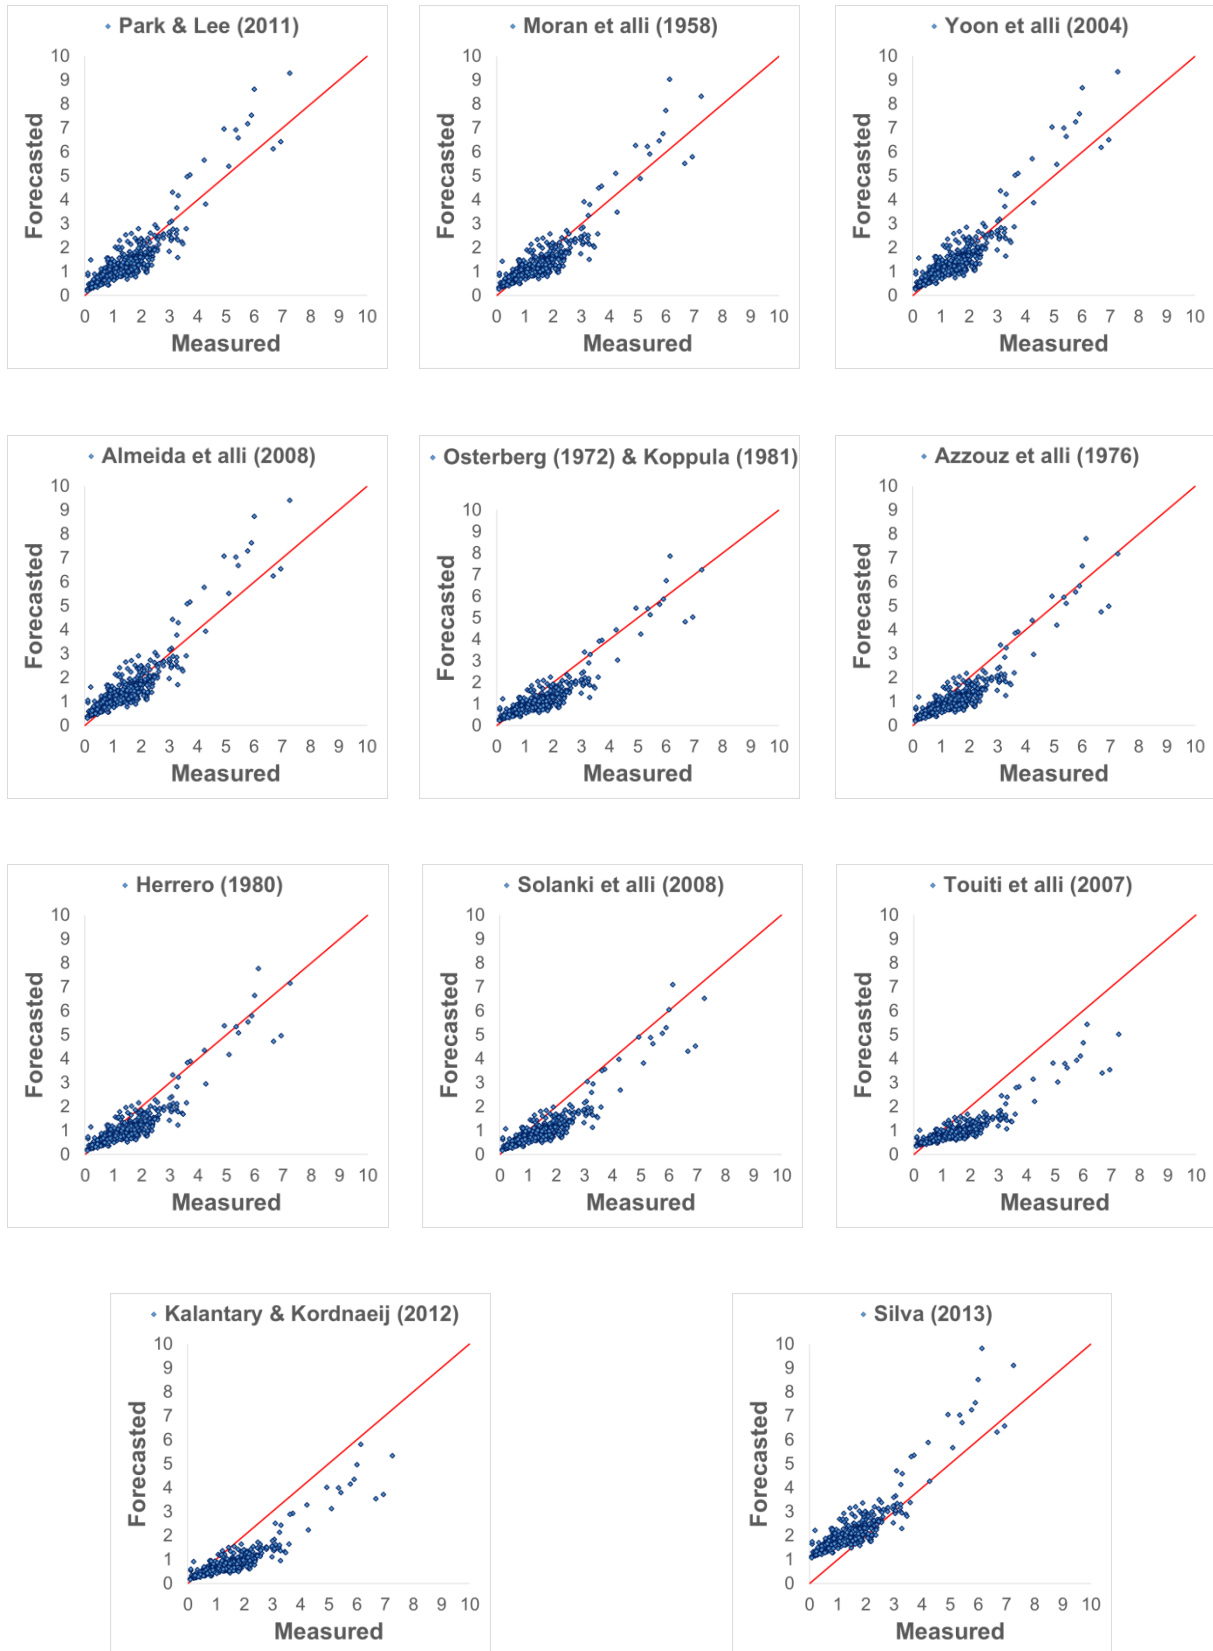 Park & Lee (2011)
10
9
8
7
6
5
4
3
2
1
0
Forecasted
0 1 2 3 4 5 6 7 8 9 10
Measured
Moran et alli (1958)
10
9
8
7
6
5
4
3
2
1
0
Forecasted
0 1 2 3 4 5 6 7 8 9 10
Measured
Yoon et alli (2004)
10
9
8
7
6
5
4
3
2
1
0
Forecasted
0 1 2 3 4 5 6 7 8 9 10
Measured
Almeida et alli (2008)
10
9
8
7
6
5
4
3
2
1
0
Forecasted
0 1 2 3 4 5 6 7 8 9 10
Measured
Osterberg (1972) & Koppula (1981)
10
9
8
7
6
5
4
3
2
1
0
Forecasted
0 1 2 3 4 5 6 7 8 9 10
Measured
Azzouz et alli (1976)
10
9
8
7
6
5
4
3
2
1
0
Forecasted
0 1 2 3 4 5 6 7 8 9 10
Measured
Herrero (1980)
10
9
8
7
6
5
4
3
2
1
0
Forecasted
0 1 2 3 4 5 6 7 8 9 10
Measured
Solanki et alli (2008)
10
9
8
7
6
5
4
3
2
1
0
Forecasted
0 1 2 3 4 5 6 7 8 9 10
Measured
Touiti et alli (2007)
10
9
8
7
6
5
4
3
2
1
0
Forecasted
0 1 2 3 4 5 6 7 8 9 10
Measured
Kalantary & Kordnaeij (2012)
10
9
8
7
6
5
4
3
2
1
0
Forecasted
0 1 2 3 4 5 6 7 8 9 10
Measured
Silva (2013)
10
9
8
7
6
5
4
3
2
1
0
Forecasted
0 1 2 3 4 5 6 7 8 9 10
Measured